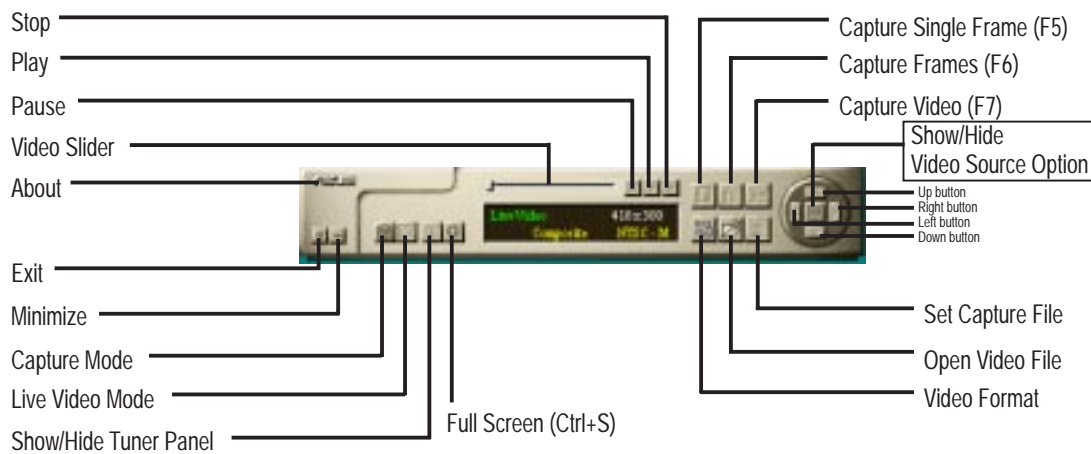 Stop
Play
Pause
Video Slider
About
Exit
Minimize
Capture Mode
Live Video Mode
Show/Hide Tuner Panel
Full Screen (Ctrl+S)
Live Video 416x300
Composite NTSC - M
Capture Single Frame (F5)
Capture Frames (F6)
Capture Video (F7)
Show/Hide
Video Source Option
Up button
Right button
Left button
Down button
Set Capture File
Open Video File
Video Format